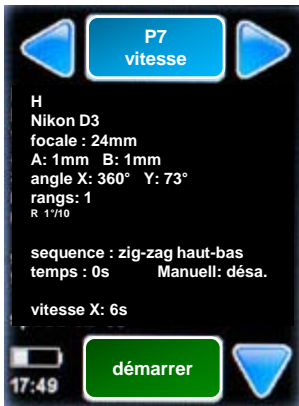 P7
vitesse
H
Nikon D3
focale : 24mm
A: 1mm B: 1mm
angle X: 360° Y: 73°
rangs: 1
R 1°/10
sequence : zig-zag haut-bas
temps : 0s Manuell: désa.
vitesse X: 6s
17:49
démarrer